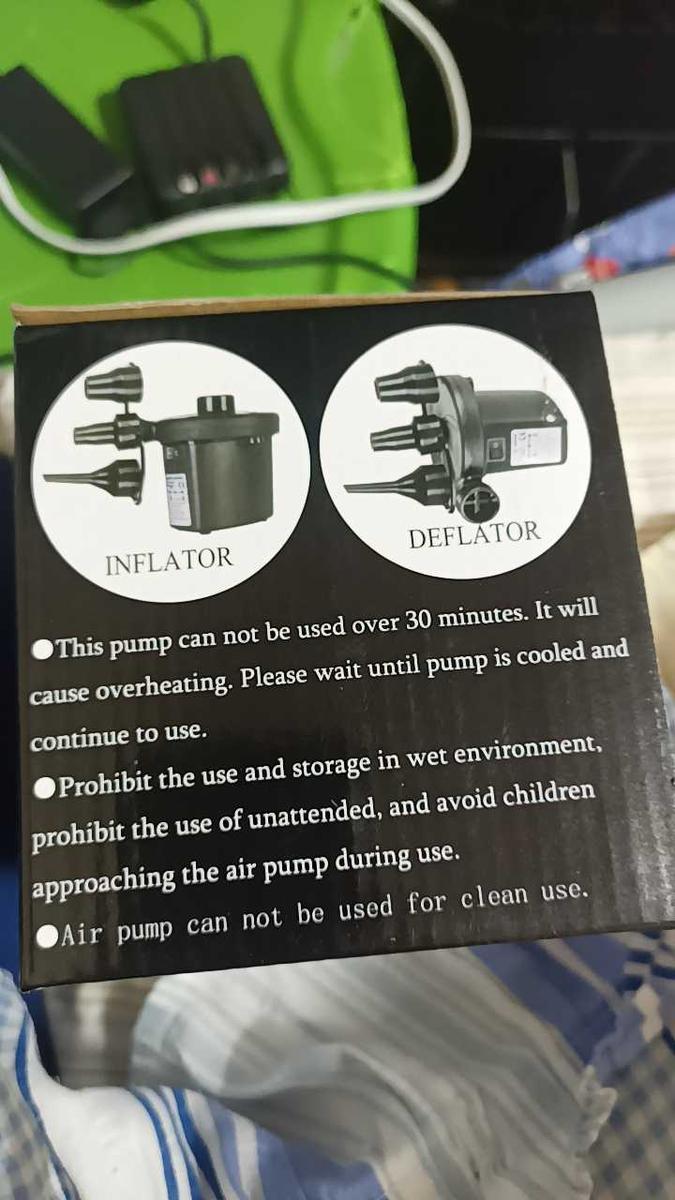 INFLATOR
DEFLATOR
●This pump can not be used over 30 minutes. It will
cause overheating. Please wait until pump is cooled and
continue to use.
●Prohibit the use and storage in wet environment,
prohibit the use of unattended, and avoid children
approaching the air pump during use.
●Air pump can not be used for clean use.